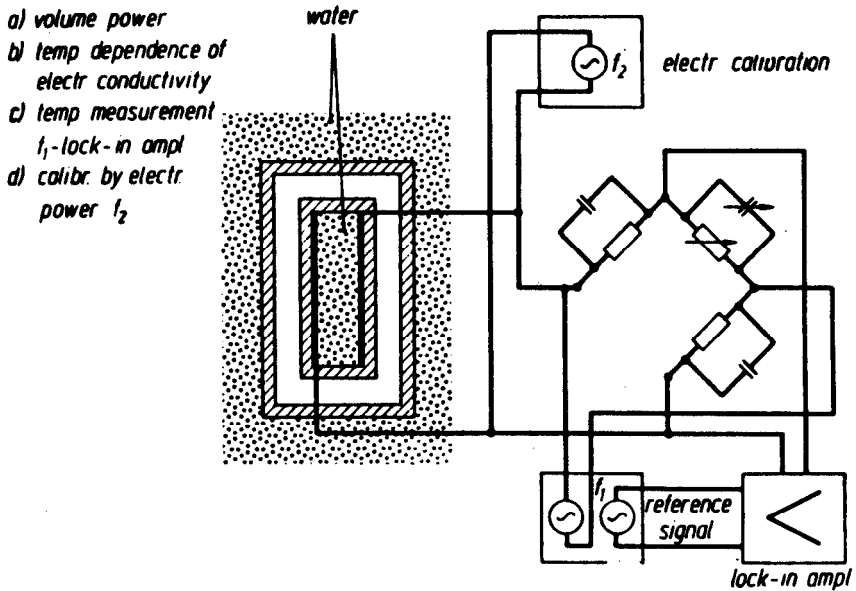 a) volume power
b) temp dependence of
electr conductivity
c) temp measurement
f₁-lock-in ampl
d) calibr. by electr.
power f₂
water
f₂
electr calibration
f₁
reference
signal
lock-in ampl